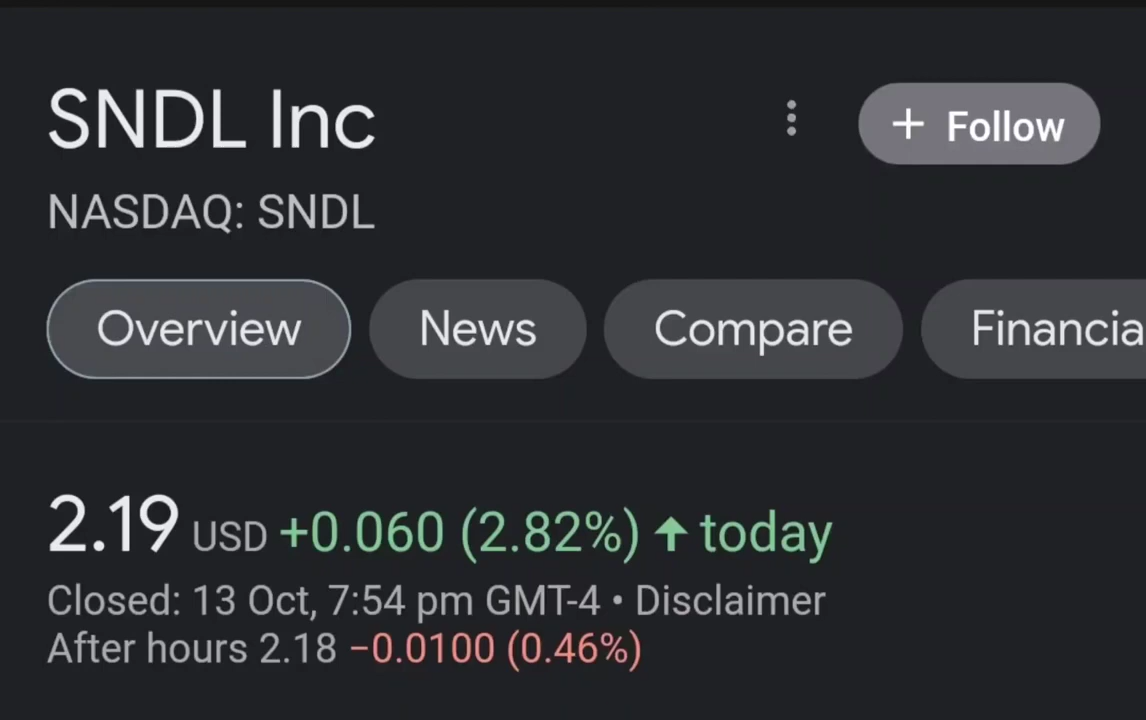 SNDL Inc
+ Follow
NASDAQ: SNDL
Overview News Compare Financia
2.19 USD +0.060 (2.82%) ↑ today
Closed: 13 Oct, 7:54 pm GMT-4 • Disclaimer
After hours 2.18 −0.0100 (0.46%)